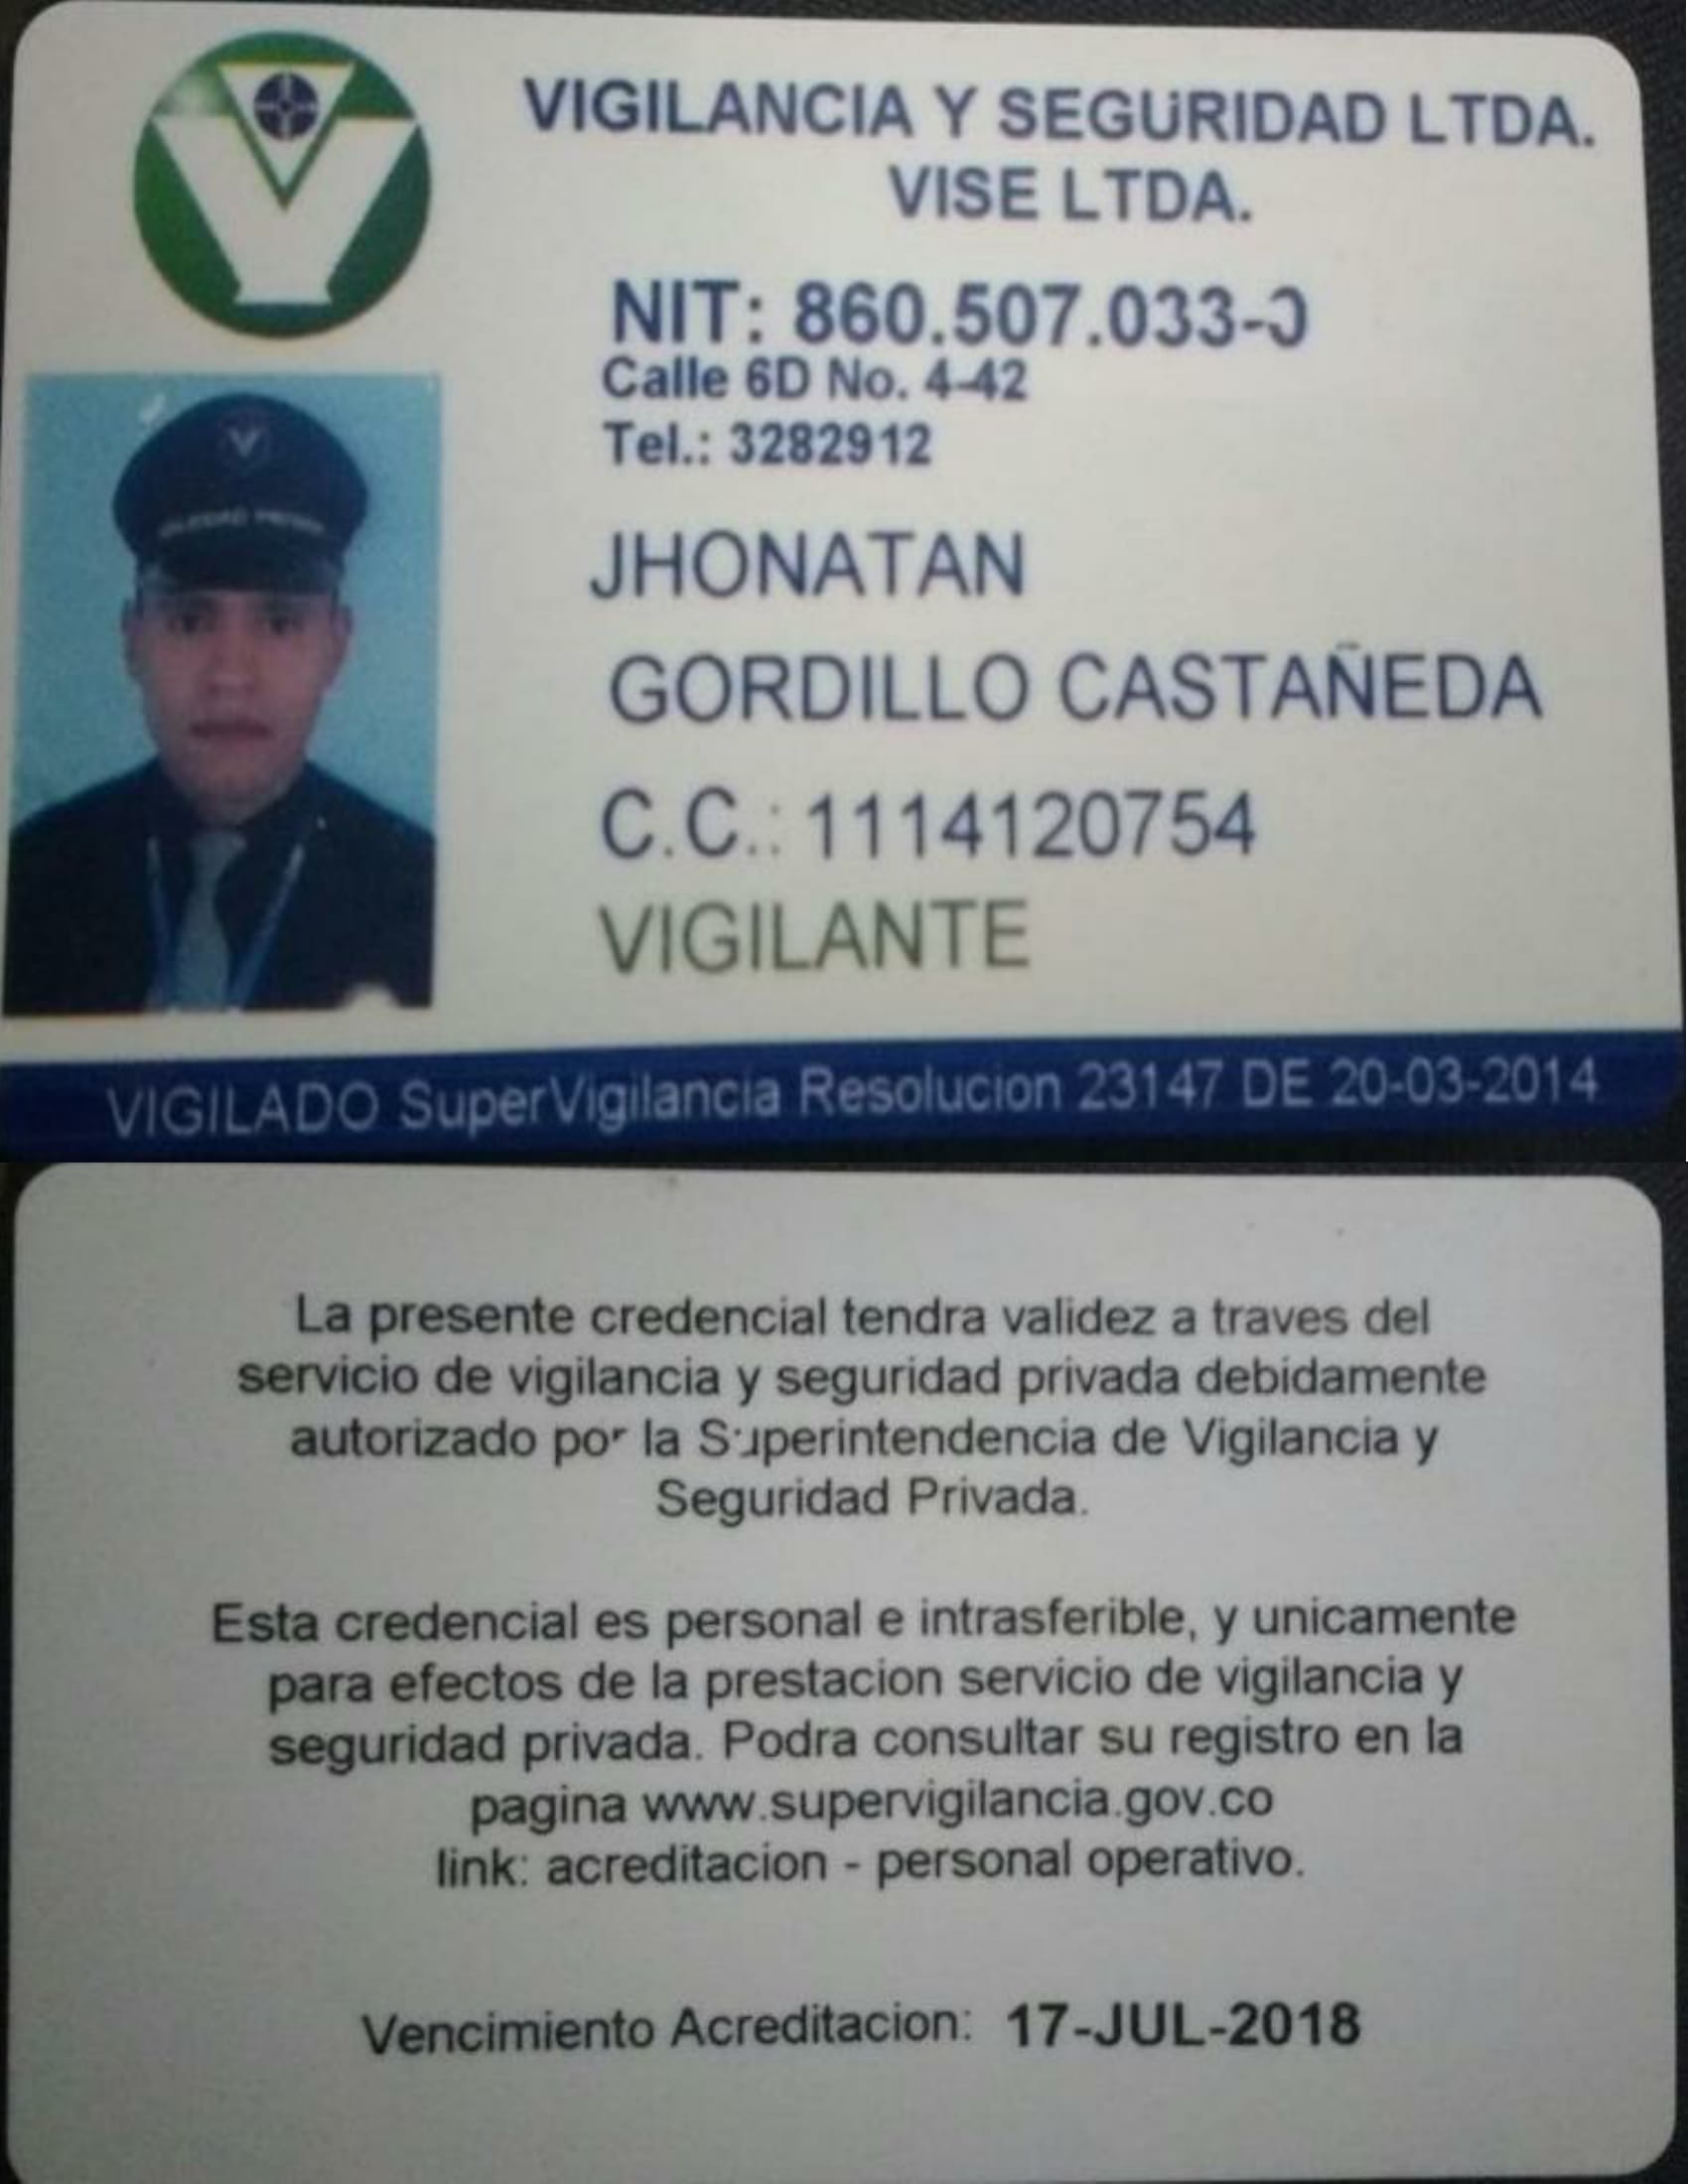 VIGILANCIA Y SEGURIDAD LTDA.
VISE LTDA.
NIT: 860.507.033-0
Calle 6D No. 4-42
Tel.: 3282912
JHONATAN
GORDILLO CASTAÑEDA
C.C.: 1114120754
VIGILANTE
VIGILADO SuperVigilancia Resolucion 23147 DE 20-03-2014
La presente credencial tendra validez a traves del
servicio de vigilancia y seguridad privada debidamente
autorizado por la Superintendencia de Vigilancia y
Seguridad Privada.
Esta credencial es personal e intrasferible, y unicamente
para efectos de la prestacion servicio de vigilancia y
seguridad privada. Podra consultar su registro en la
pagina www.supervigilancia.gov.co
link: acreditacion - personal operativo.
Vencimiento Acreditacion: 17-JUL-2018